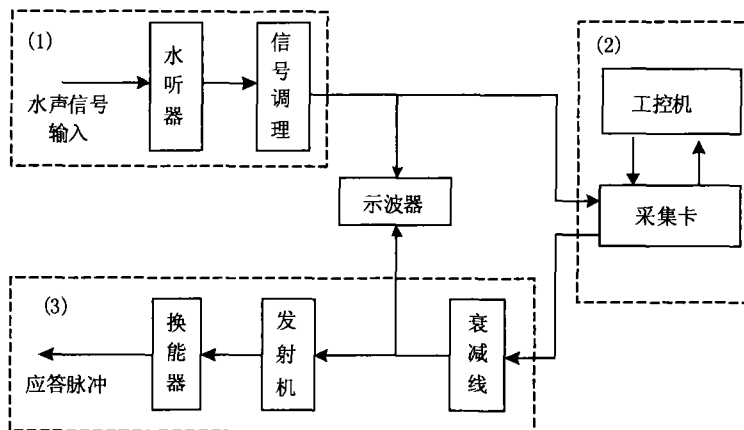 (1)
水听器
信号调理
水声信号
输入
(2)
工控机
采集卡
示波器
(3)
换能器
发射机
衰减线
应答脉冲